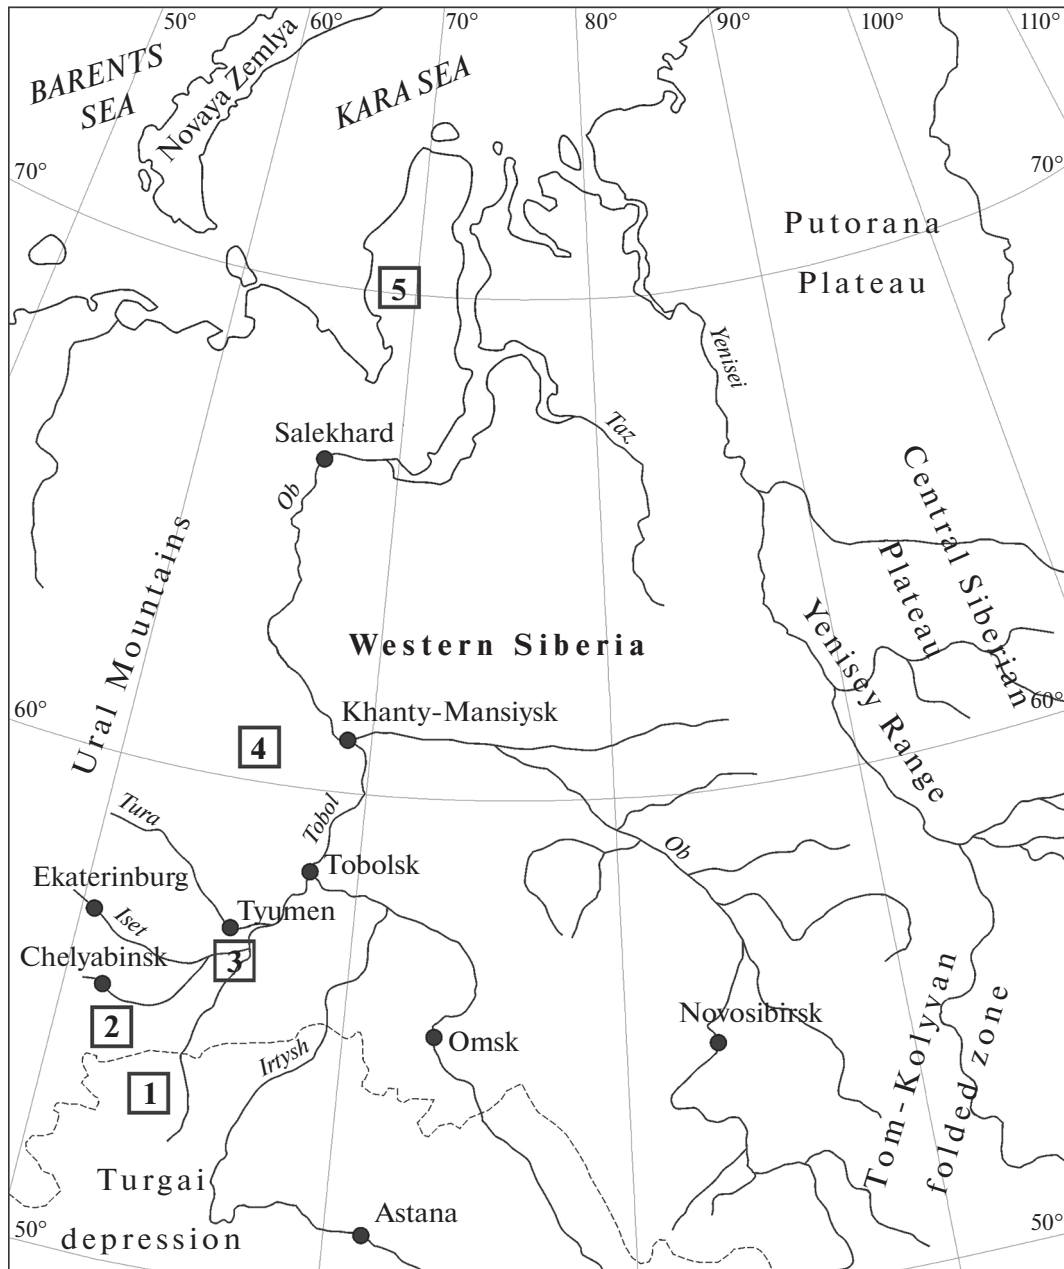 50°
60°
70°
80°
90°
100°
110°
BARENTS
SEA
Novaya Zemlya
KARA SEA
70°
70°
Putorana
Plateau
5
Yenisei
Salekhard
Taz
Ob
Central Siberian
Plateau
Ural Mountains
Western Siberia
Yenisey Range
60°
60°
Khanty-Mansiysk
4
Tura
Tobol
Ob
Tobolsk
Ekaterinburg
Iset
Tyumen
3
Chelyabinsk
2
Novosibirsk
Omsk
Irtysh
1
Tom-Kolyvan
folded zone
Turgai
depression
Astana
50°
50°